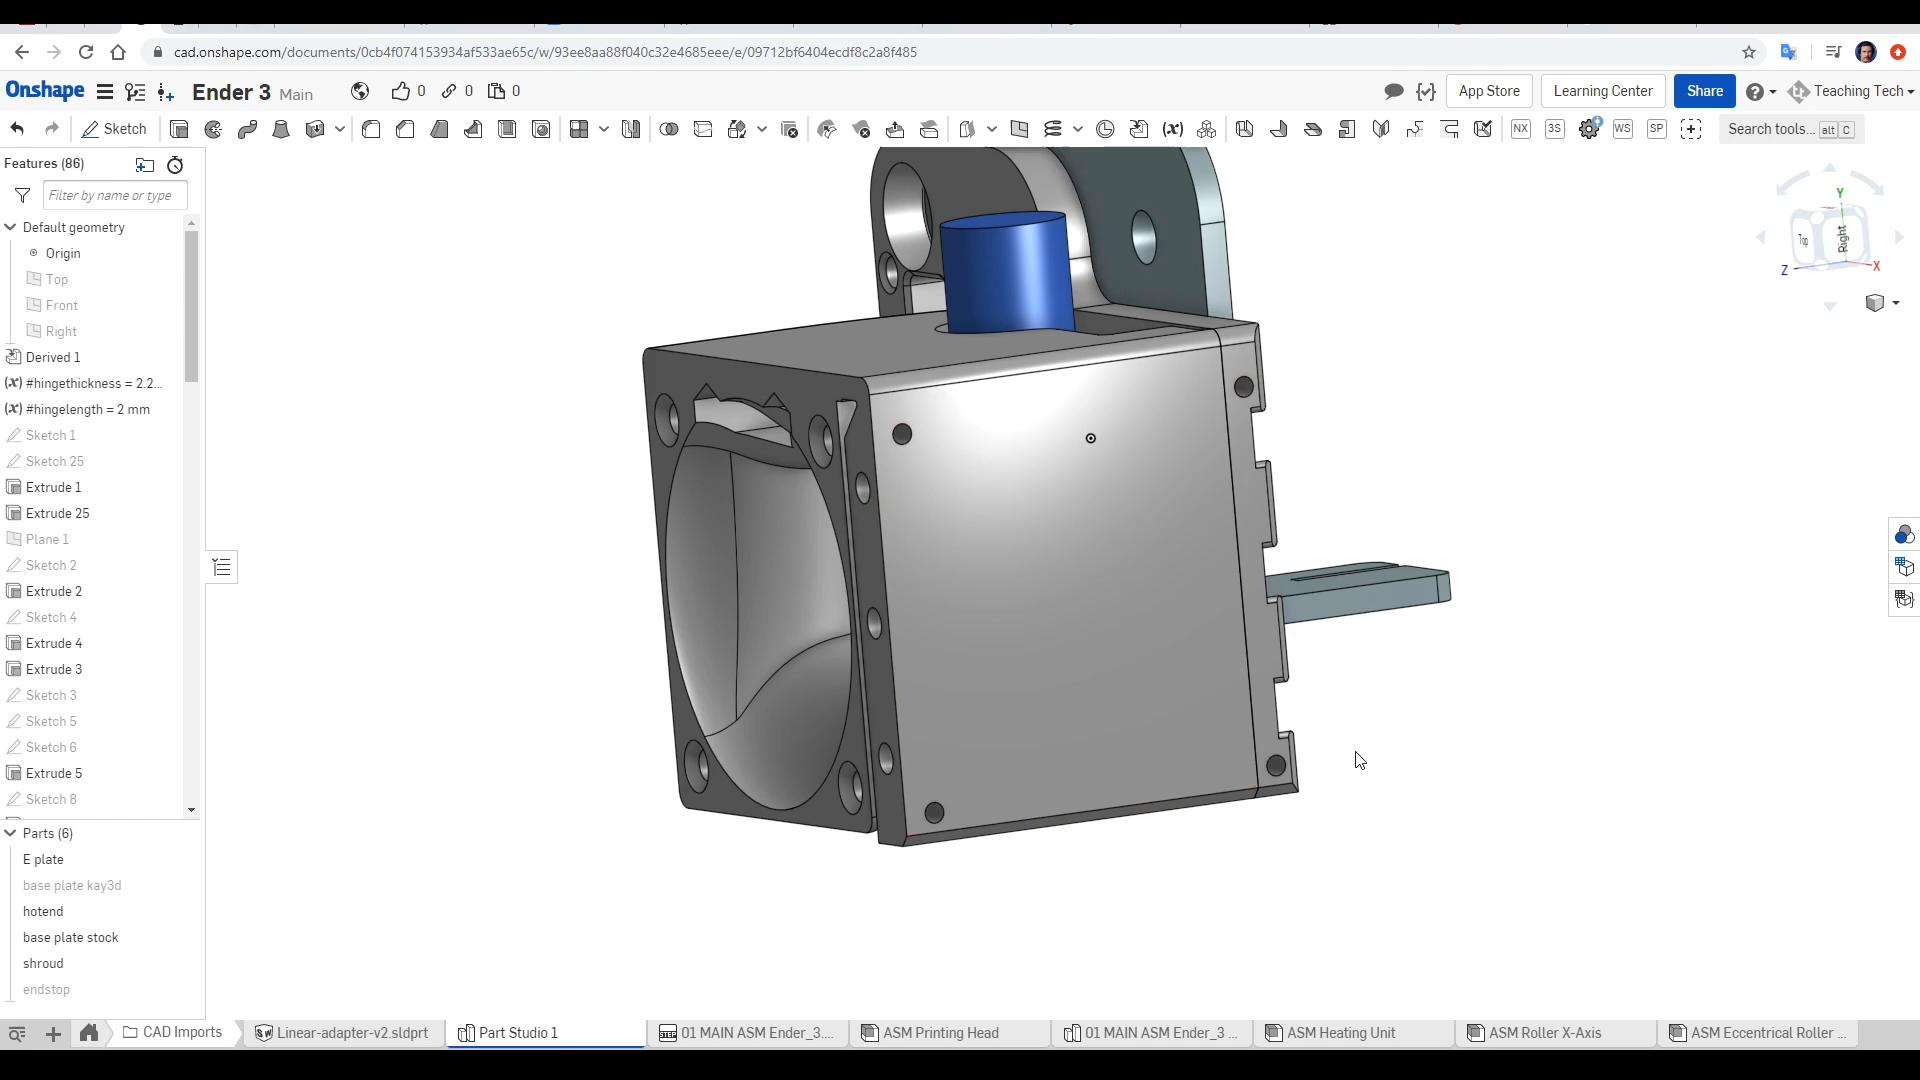 cad.onshape.com/documents/0cb4f074153934af533ae65c/w/93ee8aa88f040c32e4685eee/e/09712bf6404ecdf8c2a8f485
Onshape Ender 3 Main 0 0 0 App Store Learning Center Share Teaching Tech
Sketch NX 3S WS SP Search tools... alt C
Features (86)
Filter by name or type
Default geometry
Origin
Top
Front
Right
Derived 1
(x) #hingethickness = 2.2...
(x) #hingelength = 2 mm
Sketch 1
Sketch 25
Extrude 1
Extrude 25
Plane 1
Sketch 2
Extrude 2
Sketch 4
Extrude 4
Extrude 3
Sketch 3
Sketch 5
Sketch 6
Extrude 5
Sketch 8
Parts (6)
E plate
base plate kay3d
hotend
base plate stock
shroud
endstop
Y
Top
Right
Z
X
CAD Imports
Linear-adapter-v2.sldprt
Part Studio 1
01 MAIN ASM Ender_3....
ASM Printing Head
01 MAIN ASM Ender_3 ...
ASM Heating Unit
ASM Roller X-Axis
ASM Eccentrical Roller ...